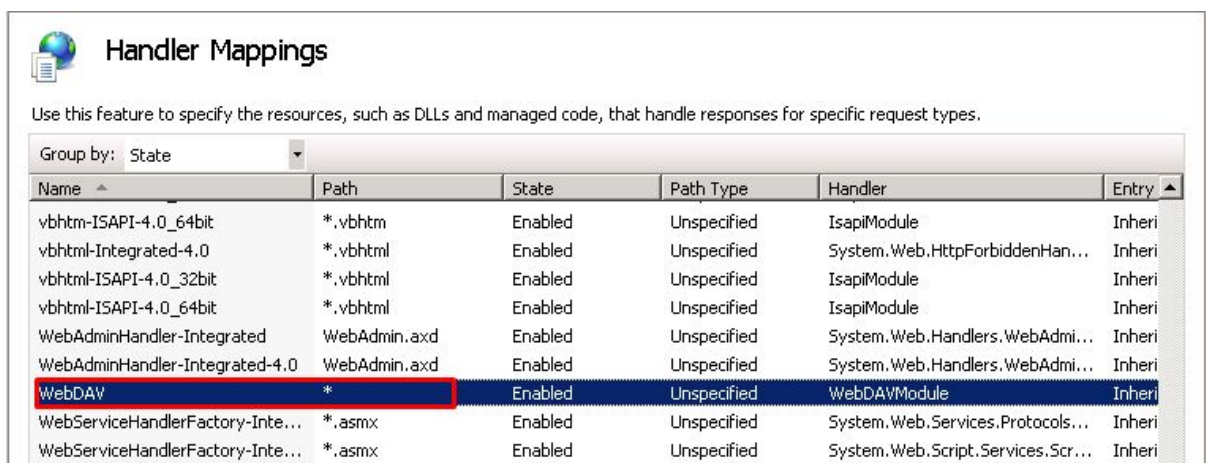 Handler Mappings
Use this feature to specify the resources, such as DLLs and managed code, that handle responses for specific request types.
Group by: State
Name Path State Path Type Handler Entry
vbhtm-ISAPI-4.0_64bit *.vbhtm Enabled Unspecified IsapiModule Inheri
vbhtml-Integrated-4.0 *.vbhtml Enabled Unspecified System.Web.HttpForbiddenHan... Inheri
vbhtml-ISAPI-4.0_32bit *.vbhtml Enabled Unspecified IsapiModule Inheri
vbhtml-ISAPI-4.0_64bit *.vbhtml Enabled Unspecified IsapiModule Inheri
WebAdminHandler-Integrated WebAdmin.axd Enabled Unspecified System.Web.Handlers.WebAdmi... Inheri
WebAdminHandler-Integrated-4.0 WebAdmin.axd Enabled Unspecified System.Web.Handlers.WebAdmi... Inheri
WebDAV * Enabled Unspecified WebDAVModule Inheri
WebServiceHandlerFactory-Inte... *.asmx Enabled Unspecified System.Web.Services.Protocols... Inheri
WebServiceHandlerFactory-Inte... *.asmx Enabled Unspecified System.Web.Script.Services.Scr... Inheri